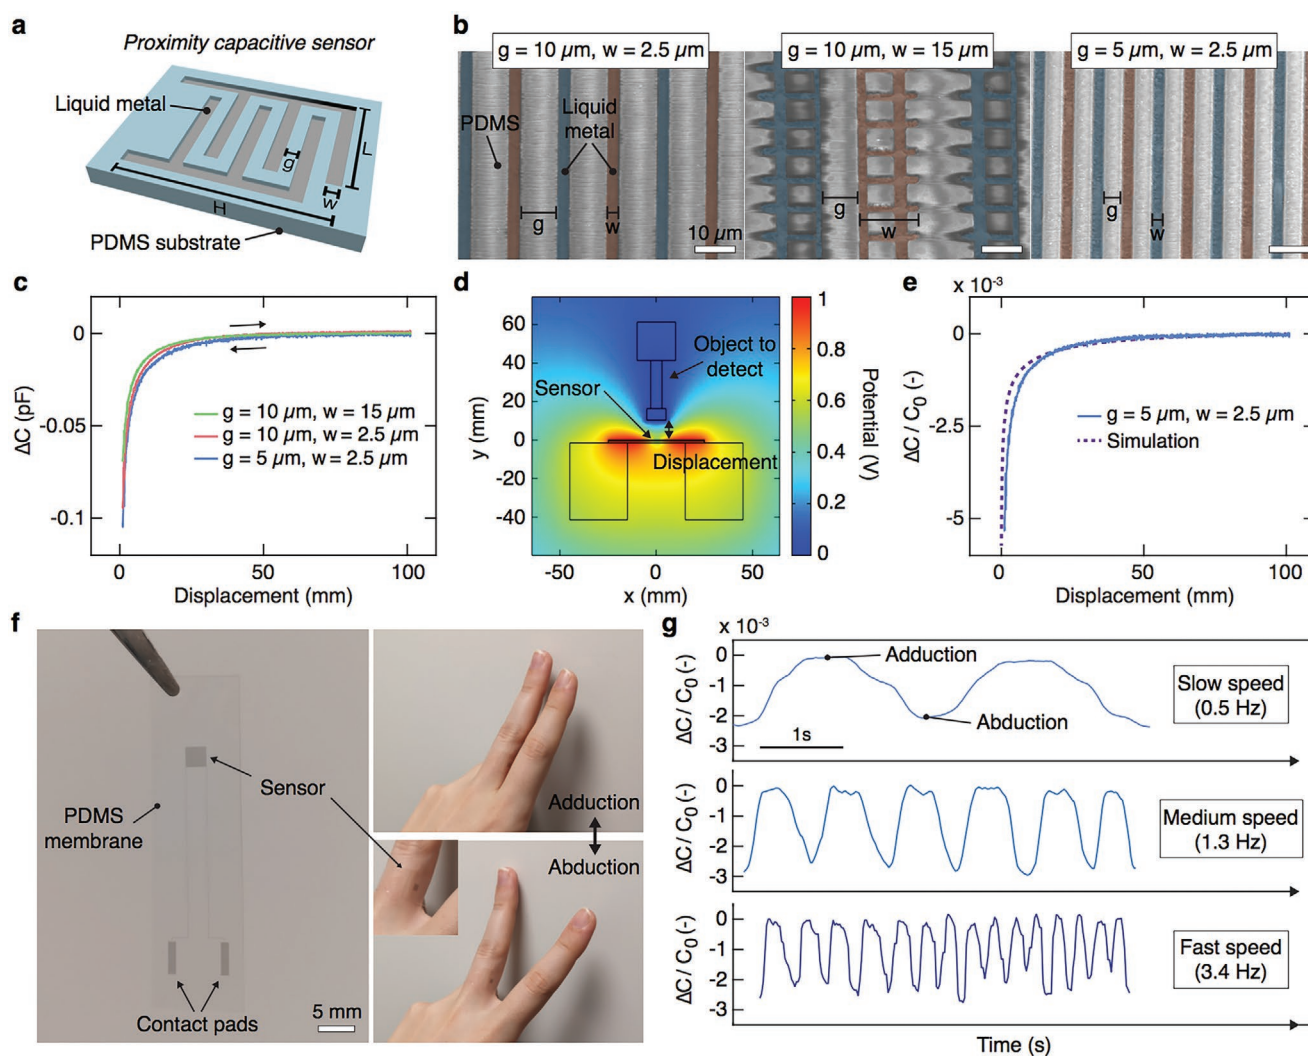 a
Proximity capacitive sensor
Liquid metal
g
L
w
H
PDMS substrate
b
g = 10 µm, w = 2.5 µm
g = 10 µm, w = 15 µm
g = 5 µm, w = 2.5 µm
PDMS
Liquid
metal
g
w
10 µm
g
w
g
w
c
ΔC (pF)
0
-0.05
-0.1
g = 10 µm, w = 15 µm
g = 10 µm, w = 2.5 µm
g = 5 µm, w = 2.5 µm
0
50
100
Displacement (mm)
d
y (mm)
60
40
20
0
-20
-40
Object to
detect
Sensor
Displacement
-50
0
50
x (mm)
1
0.8
0.6
0.4
0.2
0
Potential (V)
e
x 10⁻³
ΔC / C₀ (-)
0
-2.5
-5
g = 5 µm, w = 2.5 µm
Simulation
0
50
100
Displacement (mm)
f
Sensor
PDMS
membrane
Contact pads
5 mm
Adduction
Abduction
g
x 10⁻³
ΔC / C₀ (-)
0
-1
-2
-3
Adduction
Abduction
1s
Slow speed
(0.5 Hz)
ΔC / C₀ (-)
0
-1
-2
-3
Medium speed
(1.3 Hz)
ΔC / C₀ (-)
0
-1
-2
-3
Fast speed
(3.4 Hz)
Time (s)